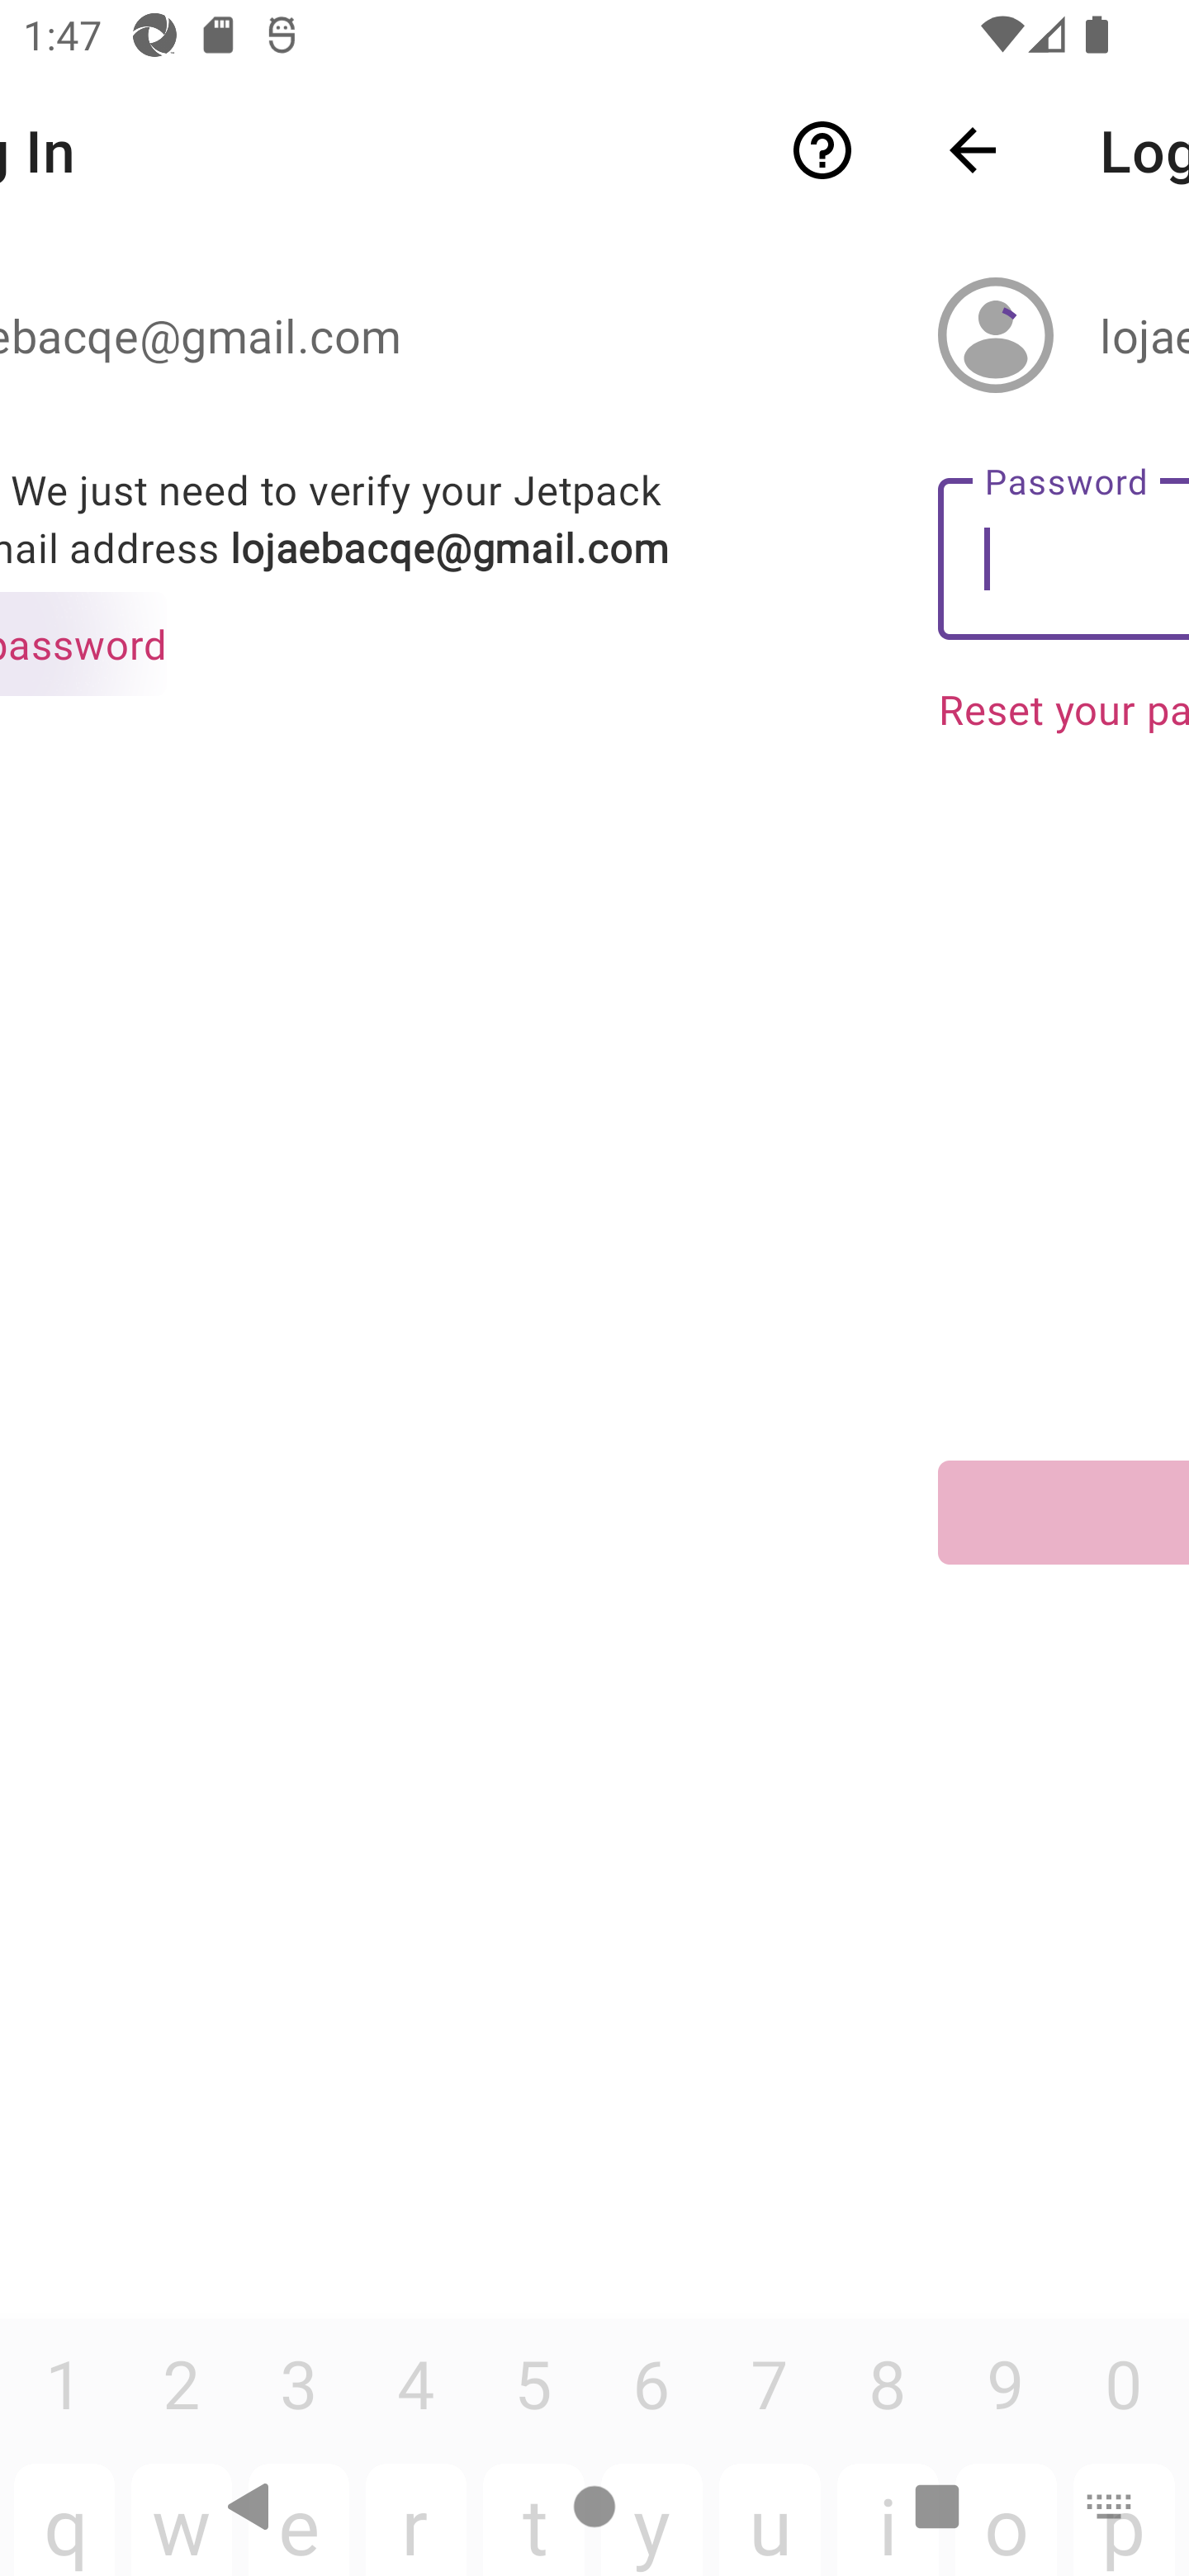 1:47
g In
Log
ebacqe@gmail.com
lojae
We just need to verify your Jetpack
nail address lojaebacqe@gmail.com
password
Password
Reset your pa
1 2 3 4 5 6 7 8 9 0
q w e r t y u i o p